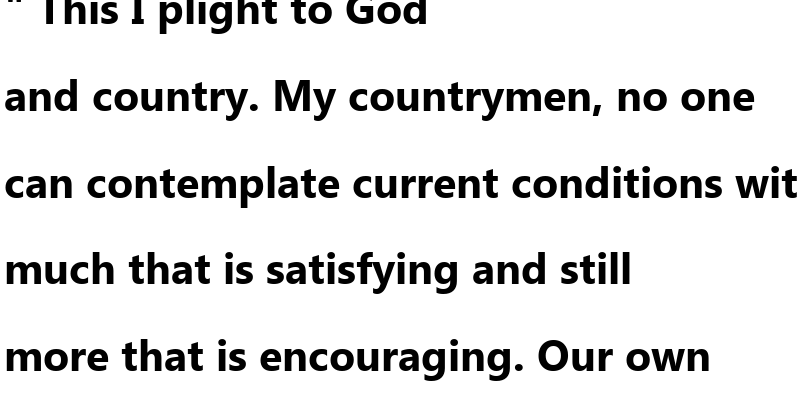 " This I plight to God
and country. My countrymen, no one
can contemplate current conditions wit
much that is satisfying and still
more that is encouraging. Our own